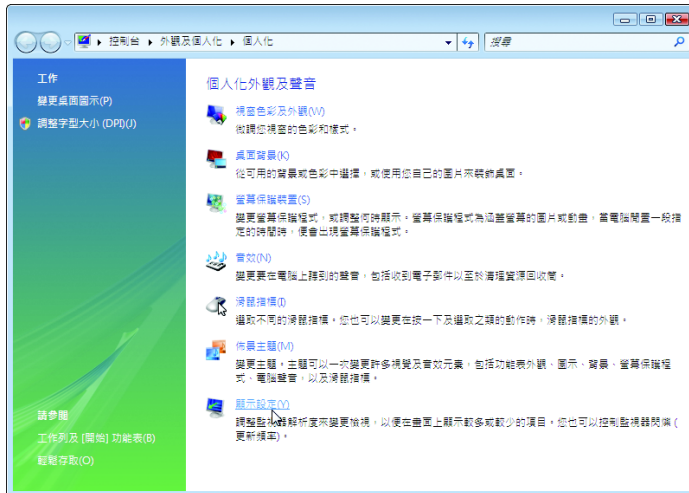 控制台 ▸ 外觀及個人化 ▸ 個人化
搜尋
工作
變更桌面圖示(P)
調整字型大小 (DPI)(J)
請參閱
工作列及 [開始] 功能表(B)
輕鬆存取(O)
個人化外觀及聲音
視窗色彩及外觀(W)
微調您視窗的色彩和樣式。
桌面背景(K)
從可用的背景或色彩中選擇，或使用您自己的圖片來裝飾桌面。
螢幕保護裝置(S)
變更螢幕保護程式，或調整何時顯示。螢幕保護程式為涵蓋螢幕的圖片或動畫，當電腦閒置一段指
定的時間時，便會出現螢幕保護程式。
音效(N)
變更要在電腦上聽到的聲音，包括收到電子郵件以至於清理資源回收筒。
滑鼠指標(I)
選取不同的滑鼠指標。您也可以變更在按一下及選取之類的動作時，滑鼠指標的外觀。
佈景主題(M)
變更主題。主題可以一次變更許多視覺及音效元素，包括功能表外觀、圖示、背景、螢幕保護程
式、電腦聲音，以及滑鼠指標。
顯示設定(Y)
調整監視器解析度來變更檢視，以便在畫面上顯示較多或較少的項目。您也可以控制監視器閃爍 (
更新頻率)。